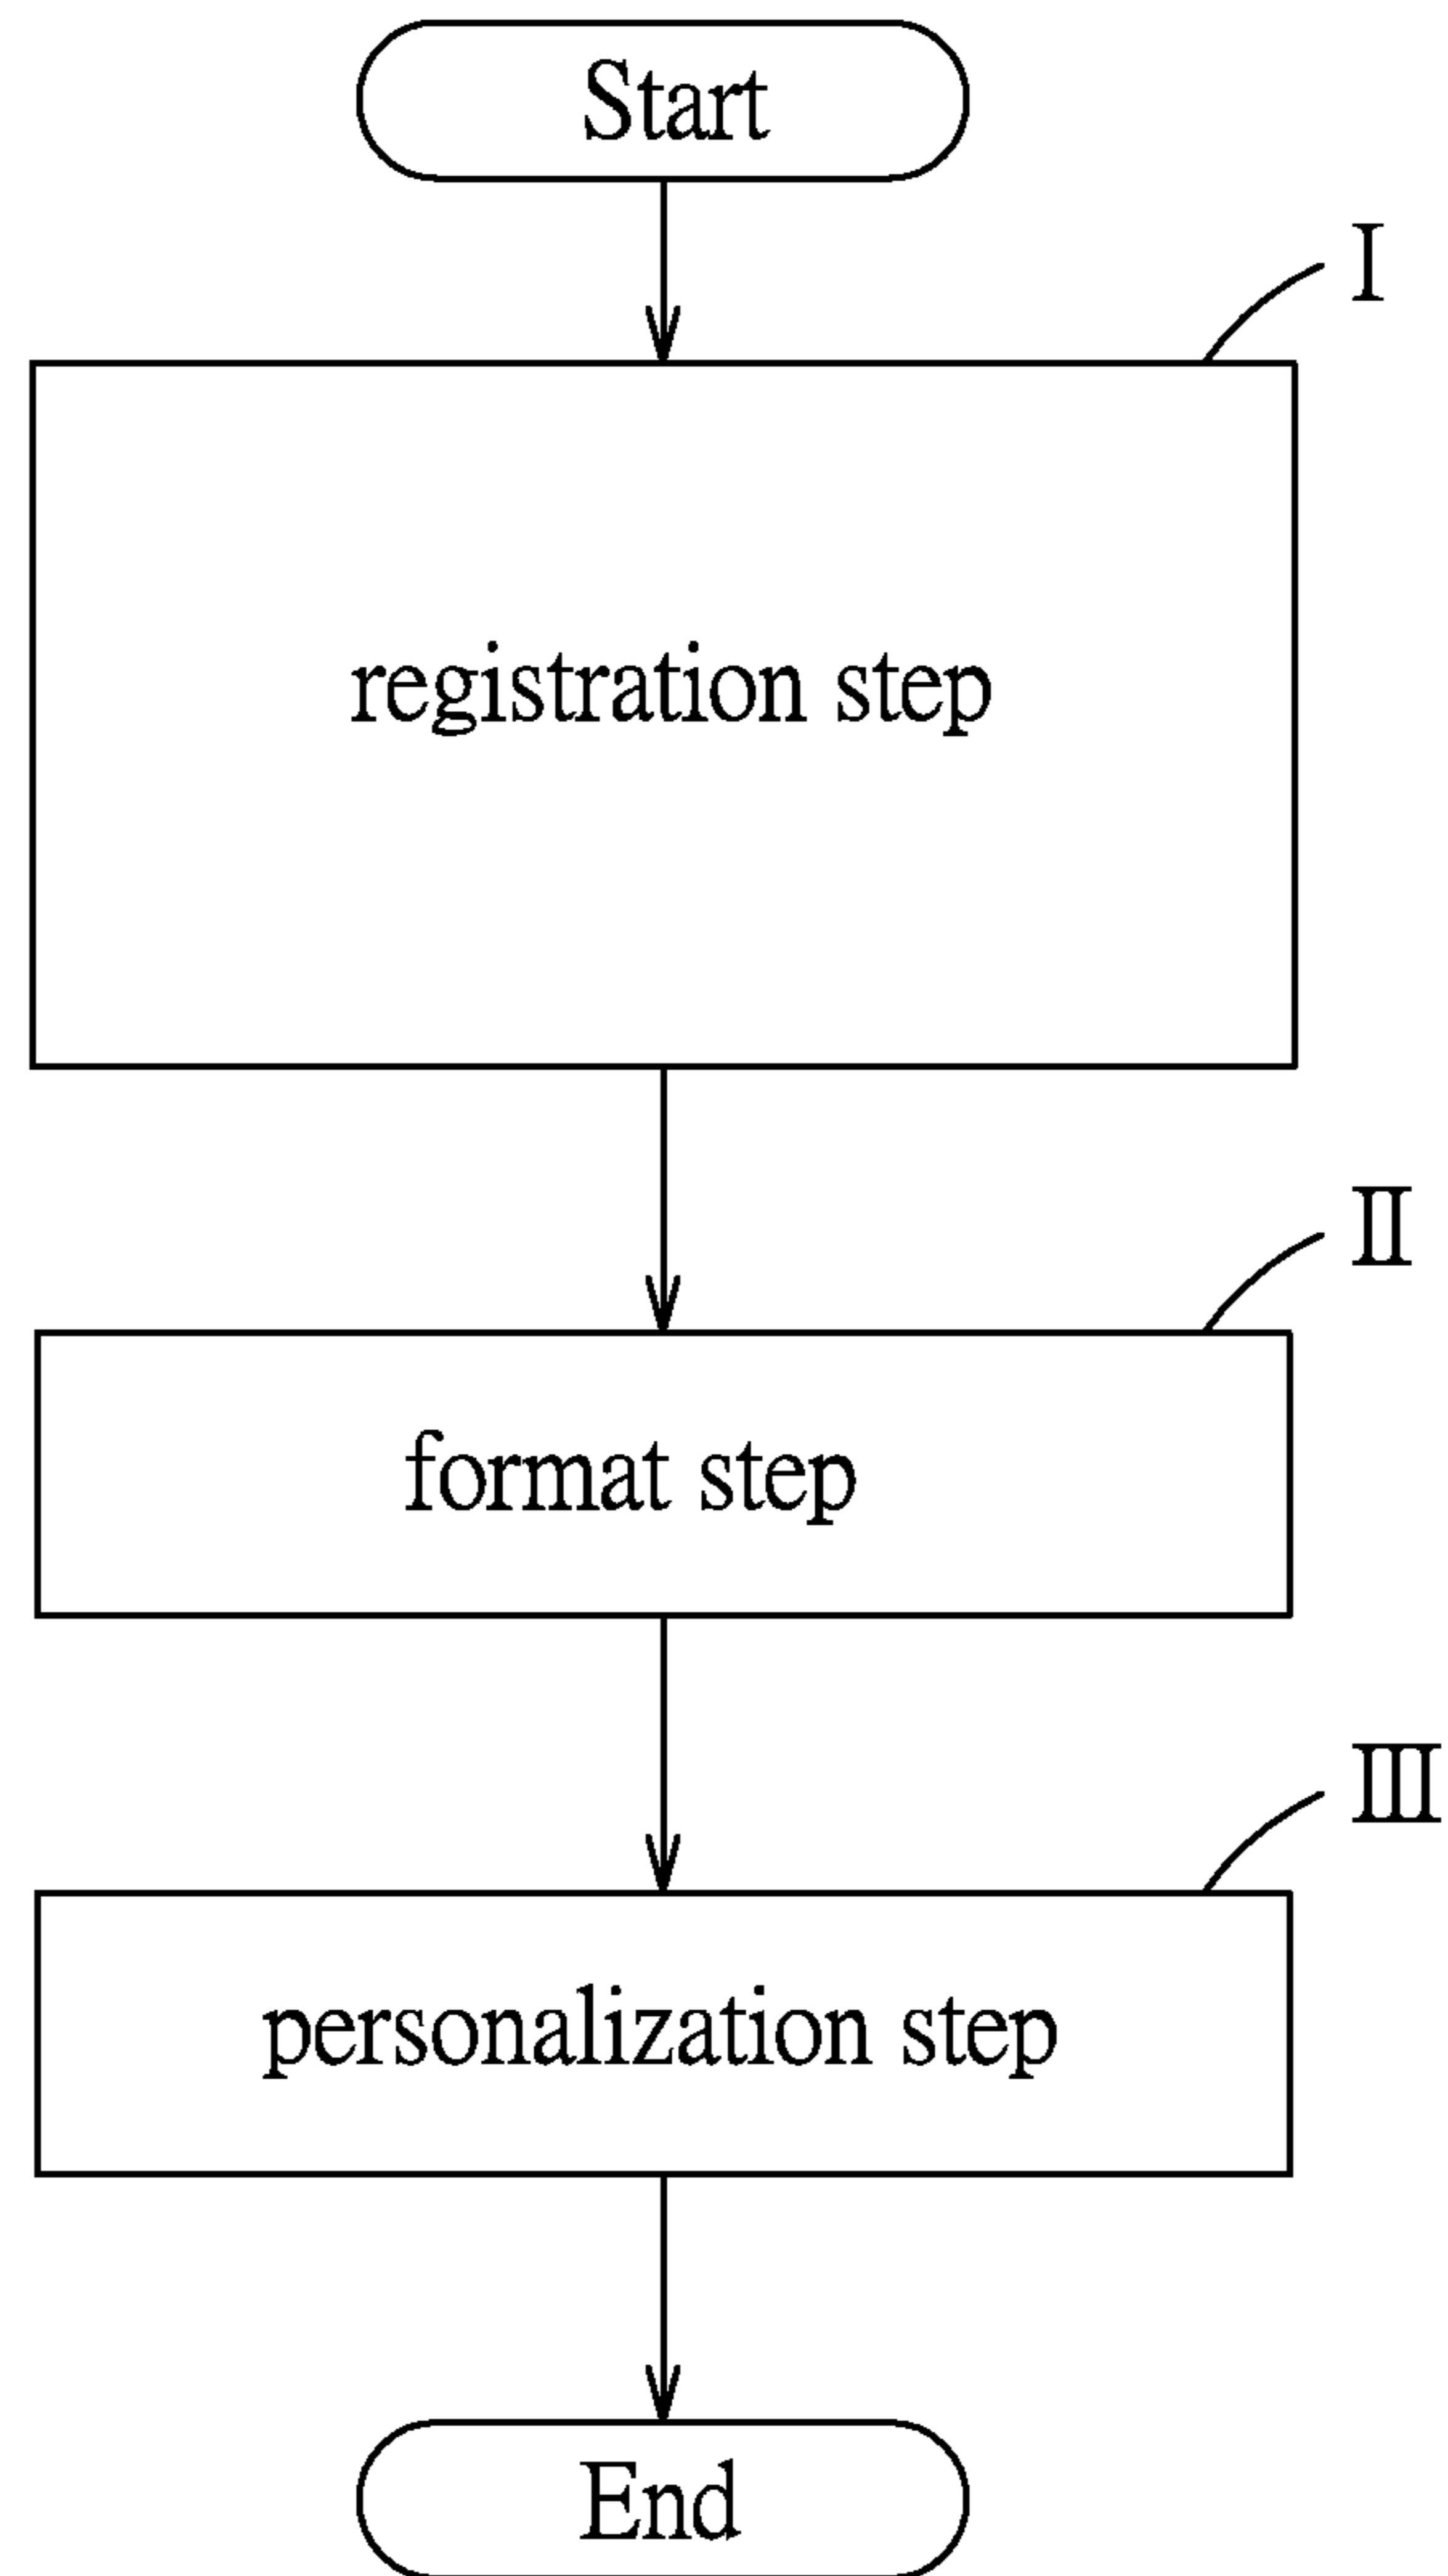 Start
I
registration step
II
format step
III
personalization step
End